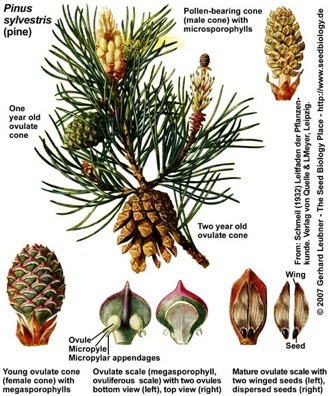 Pinus
sylvestris
(pine)
Pollen-bearing cone
(male cone) with
microsporophylls
One
year old
ovulate
cone
Two year old
ovulate cone
From: Schmeil (1932) Leitfaden der Pflanzen-
kunde. Verlag von Quelle & LMeyer, Leipzig.
© 2007 Gerhard Leubner - The Seed Biology Place - http://www.seedbiology.de
Wing
Seed
Ovule
Micropyle
Micropylar appendages
Young ovulate cone
(female cone) with
megasporophylls
Ovulate scale (megasporophyll,
ovuliferous scale) with two ovules
bottom view (left), top view (right)
Mature ovulate scale with
two winged seeds (left),
dispersed seeds (right)